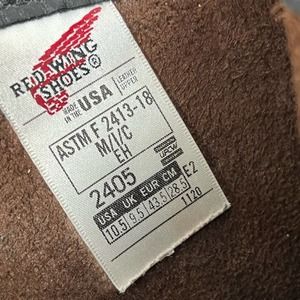 RED WING
SHOES®
MADE IN THE USA
LEATHER UPPER
ASTM F 2413-18
M/I/C
EH
2405
USA UK EUR CM
10.5 9.5 43.5 28.5
E2
1120